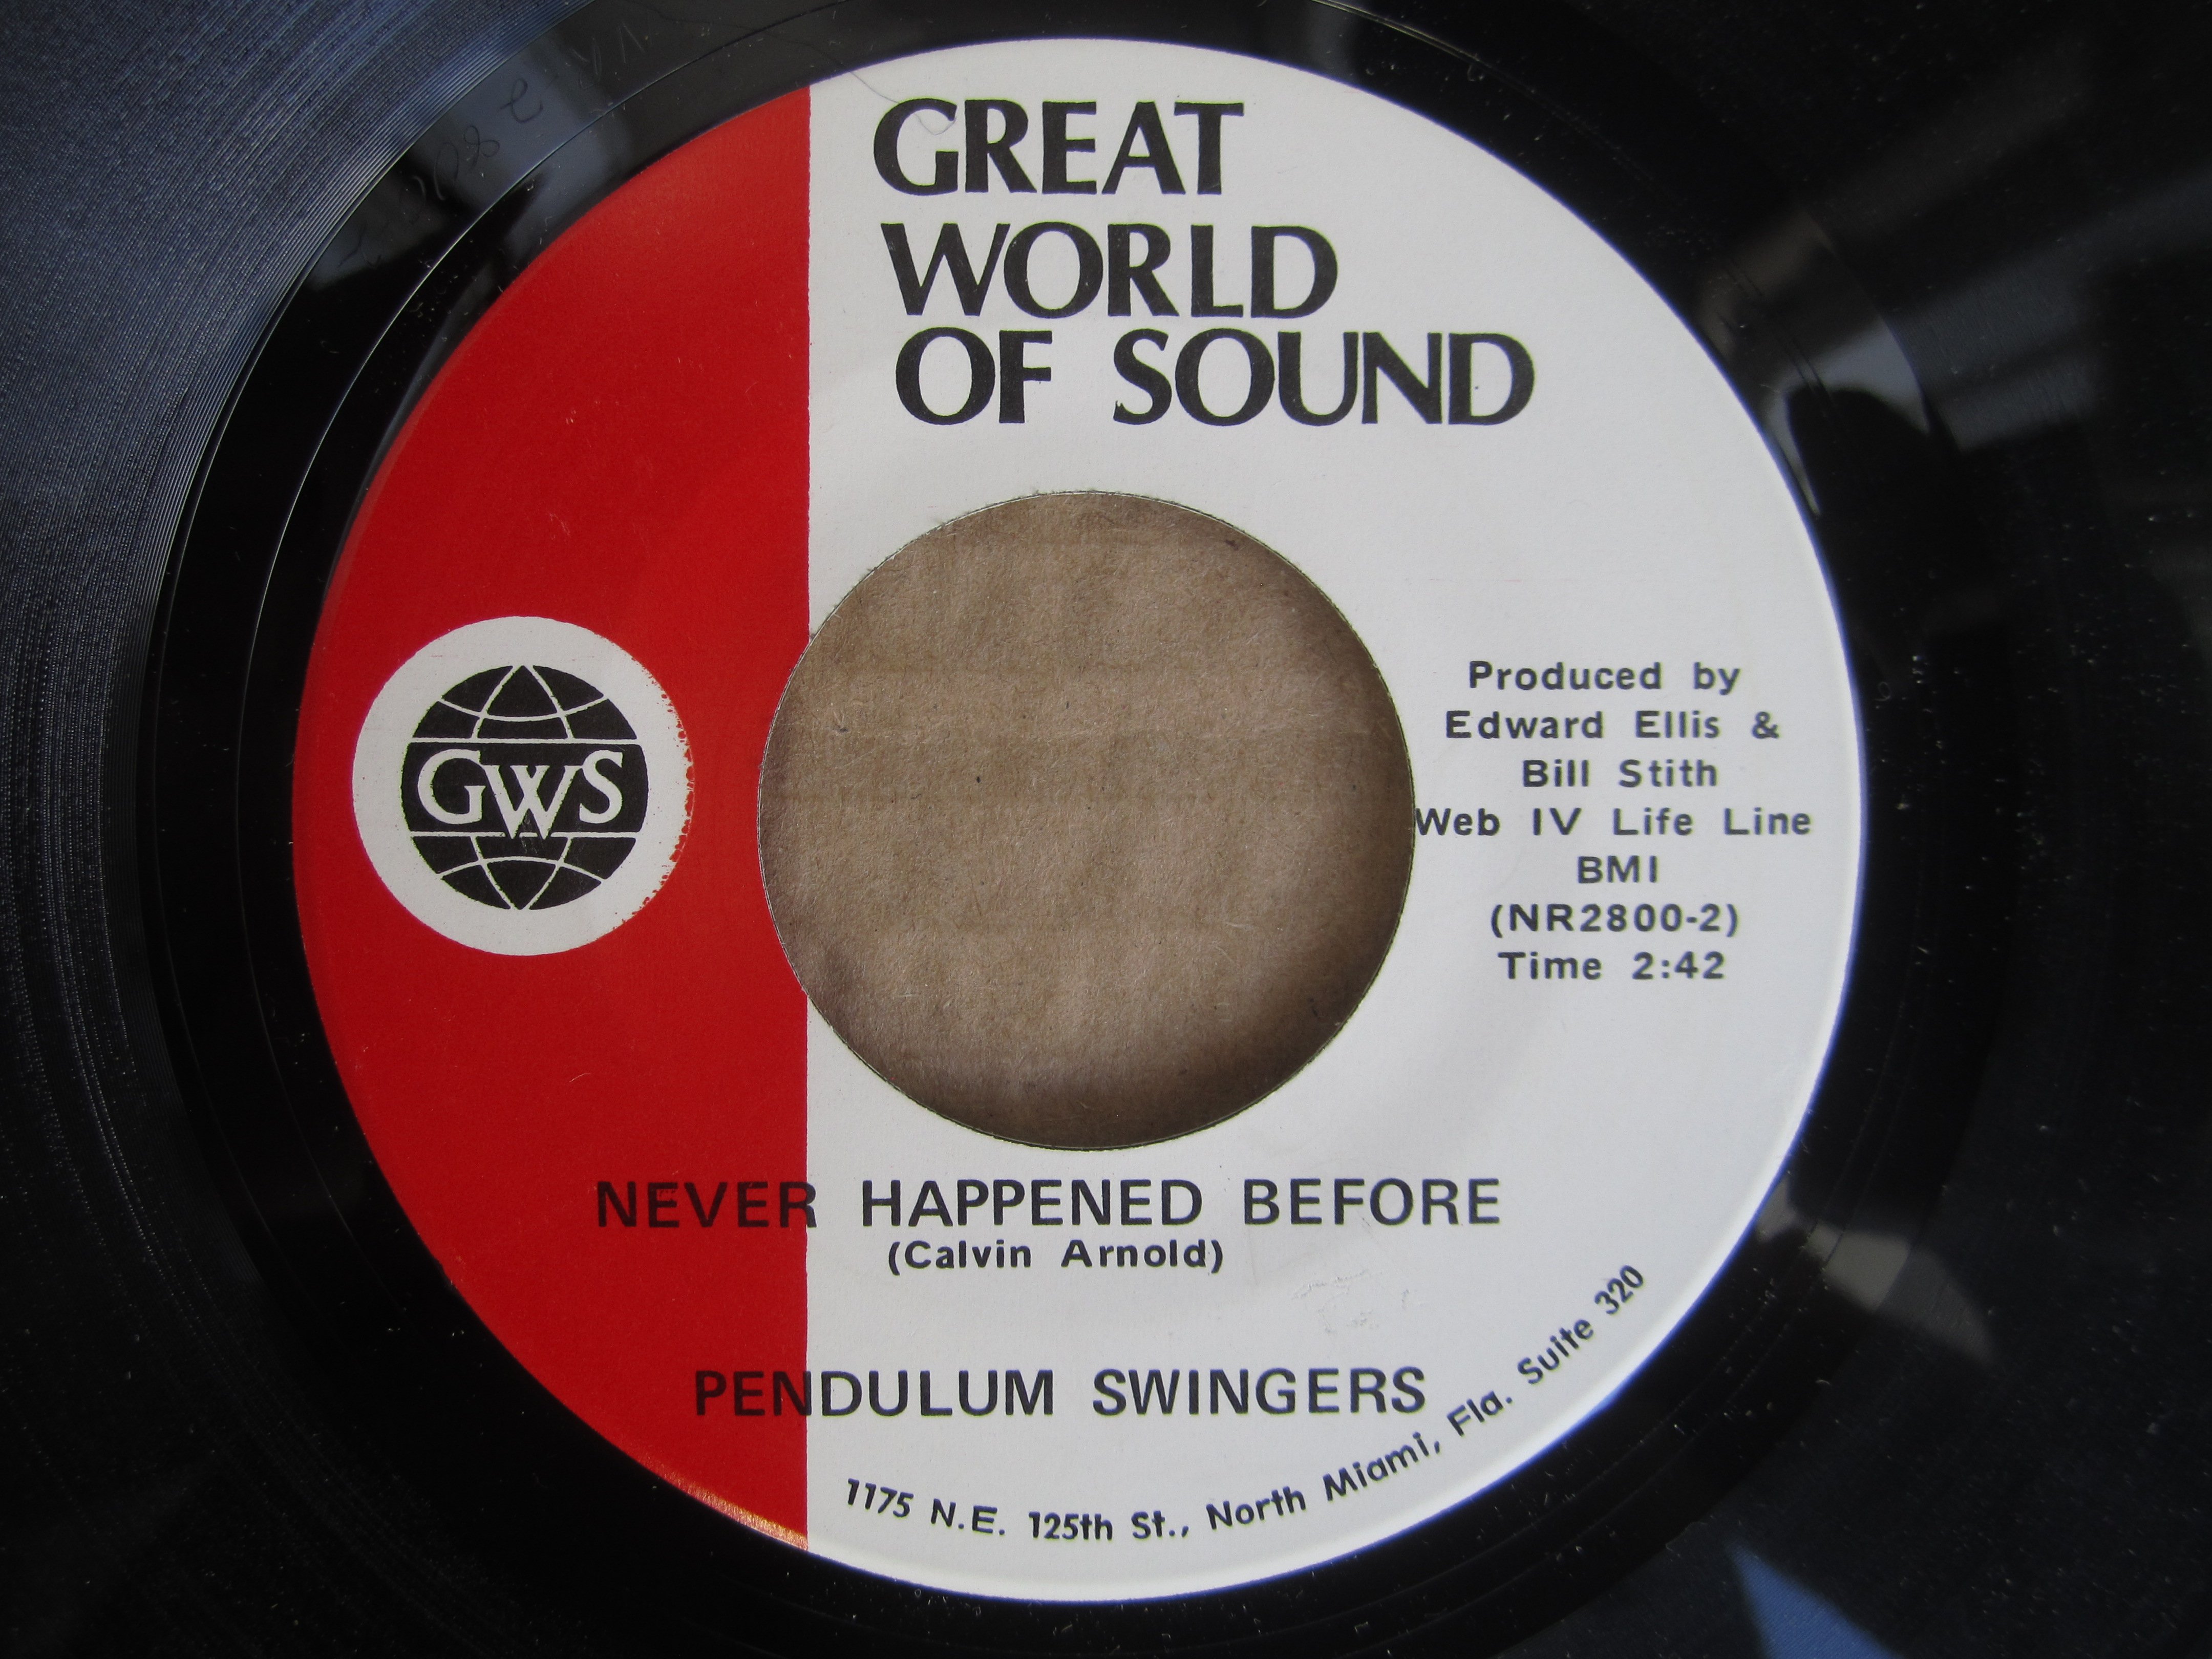 GREAT
WORLD
OF SOUND
GWS
Produced by
Edward Ellis &
Bill Stith
Web IV Life Line
BMI
(NR2800-2)
Time 2:42
NEVER HAPPENED BEFORE
(Calvin Arnold)
PENDULUM SWINGERS
1175 N.E. 125th St., North Miami, Fla. Suite 320